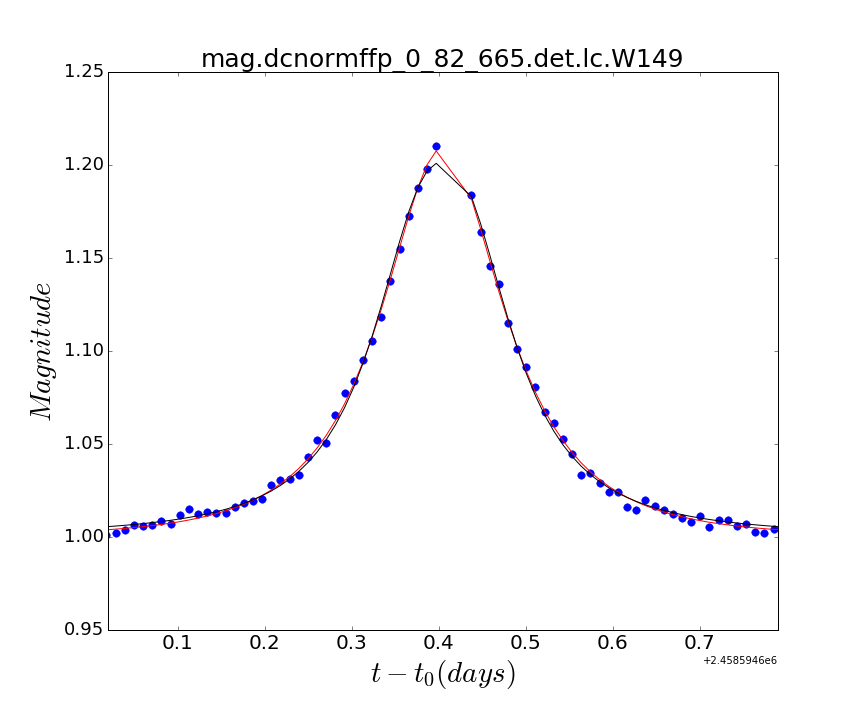 mag.dcnormffp_0_82_665.det.lc.W149
1.25
1.20
1.15
1.10
1.05
1.00
0.95
Magnitude
0.1 0.2 0.3 0.4 0.5 0.6 0.7
+2.4585946e6
t − t₀(days)